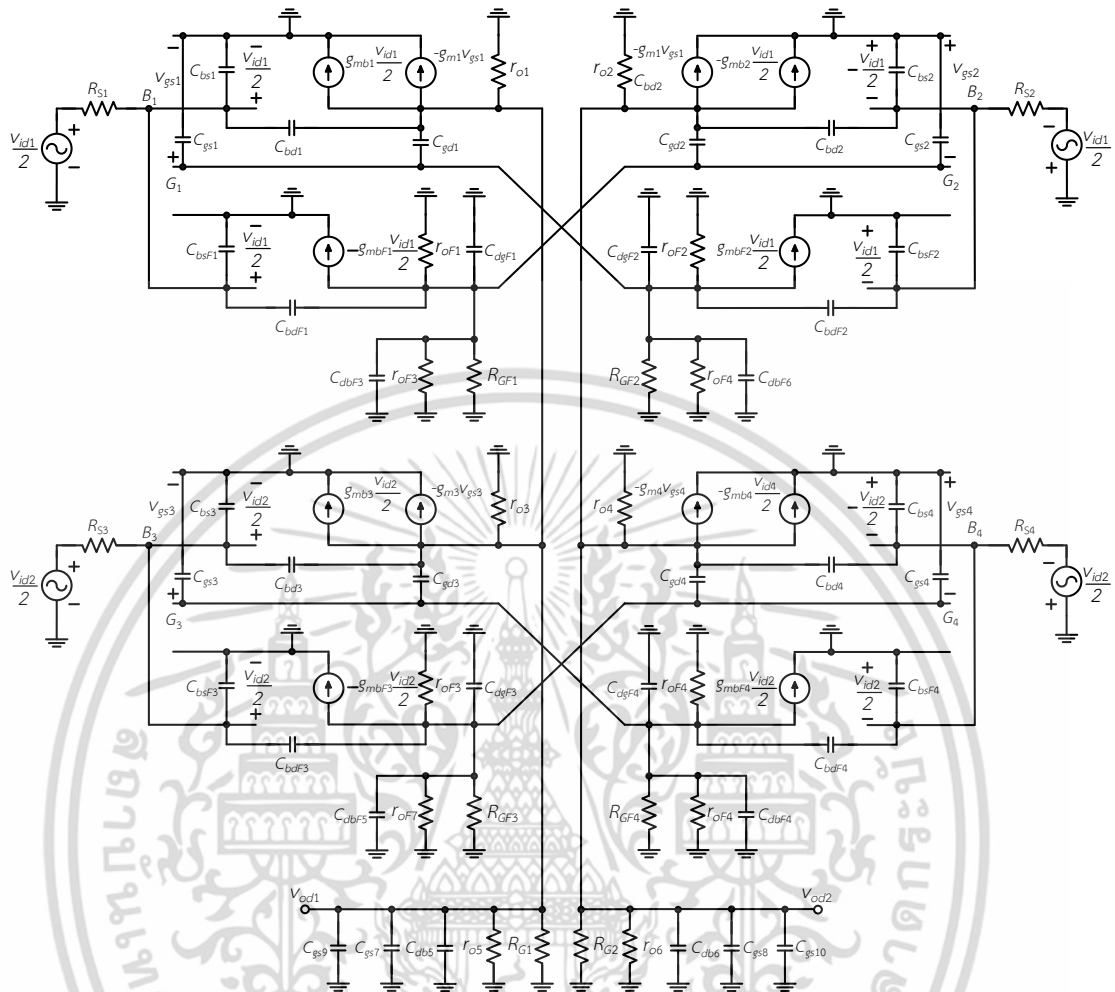 -g_m1 v_gs1
-g_m1 v_gs1
v_gs1
C_bs1
v_id1/2
g_mb1 v_id1/2
r_o1
r_o2
C_bd2
-g_mb2 v_id1/2
v_id1/2
C_bs2
v_gs2
R_S1
B_1
B_2
R_S2
v_id1/2
C_gs1
C_bd1
C_gd1
C_gd2
C_bd2
C_gs2
v_id1/2
G_1
G_2
C_bsF1
v_id1/2
-g_mbF1 v_id1/2
r_oF1
C_dgF1
C_dgF2
r_oF2
g_mbF2 v_id1/2
v_id1/2
C_bsF2
C_bdF1
C_bdF2
C_dbF3
r_oF3
R_GF1
R_GF2
r_oF4
C_dbF6
v_gs3
C_bs3
v_id2/2
g_mb3 v_id2/2
-g_m3 v_gs3
r_o3
r_o4
-g_m4 v_gs4
-g_mb4 v_id4/2
v_id2/2
C_bs4
v_gs4
R_S3
B_3
B_4
R_S4
v_id2/2
C_gs3
C_bd3
C_gd3
C_gd4
C_bd4
C_gs4
v_id2/2
G_3
G_4
C_bsF3
v_id2/2
-g_mbF3 v_id2/2
r_oF3
C_dgF3
C_dgF4
r_oF4
g_mbF4 v_id2/2
v_id2/2
C_bsF4
C_bdF3
C_bdF4
C_dbF5
r_oF7
R_GF3
R_GF4
r_oF4
C_dbF4
v_od1
v_od2
C_gs9
C_gs7
C_db5
r_o5
R_G1
R_G2
r_o6
C_db6
C_gs8
C_gs10